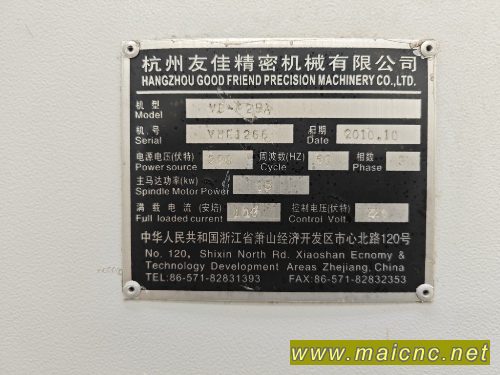 杭州友佳精密机械有限公司
HANGZHOU GOOD FRIEND PRECISION MACHINERY CO.,LTD.
机型
Model
机号
Serial
日期 2010.10
Date
电源电压(伏特) 周波数(HZ) 相数
Power source Cycle Phase
主马达功率(kw)
Spindle Motor Power
满载电流(安培) 控制电压(伏特)
Full loaded current Control Volt.
中华人民共和国浙江省萧山经济开发区市心北路120号
No. 120, Shixin North Rd. Xiaoshan Ecnomy &
Technology Development Areas Zhejiang, China
TEL:86-571-82831393 FAX:86-571-82832353
www.maicnc.net